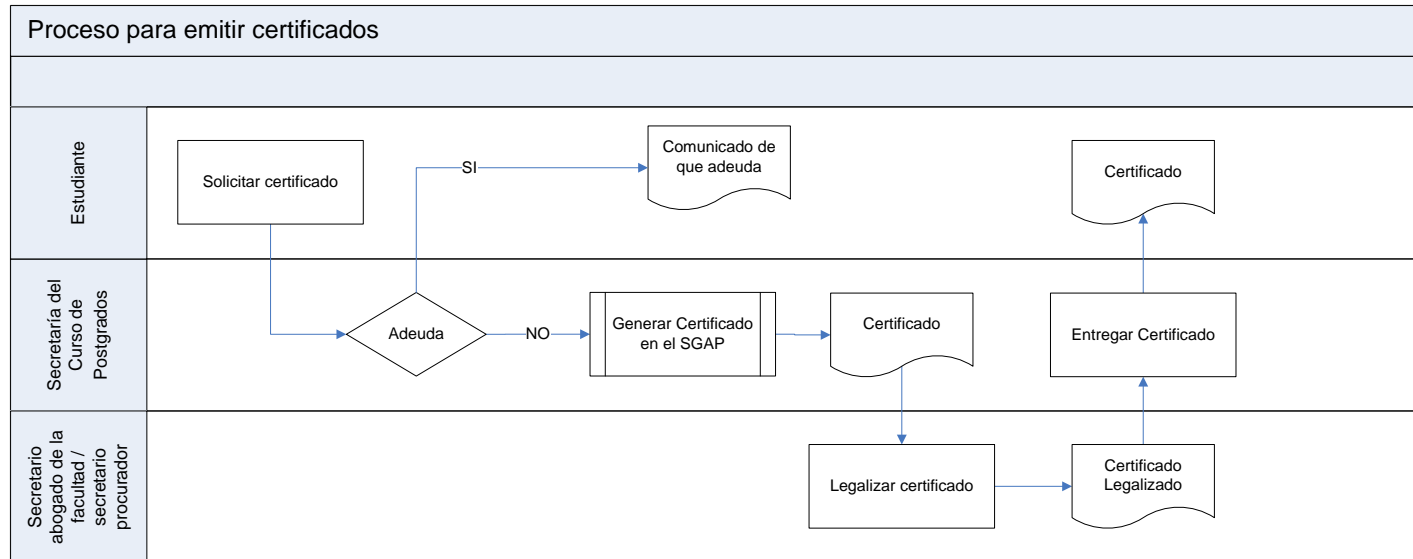 Proceso para emitir certificados
Estudiante
Solicitar certificado
SI
Comunicado de
que adeuda
Certificado
Secretaría del
Curso de
Postgrados
Adeuda
NO
Generar Certificado
en el SGAP
Certificado
Entregar Certificado
Secretario
abogado de la
facultad /
secretario
procurador
Legalizar certificado
Certificado
Legalizado